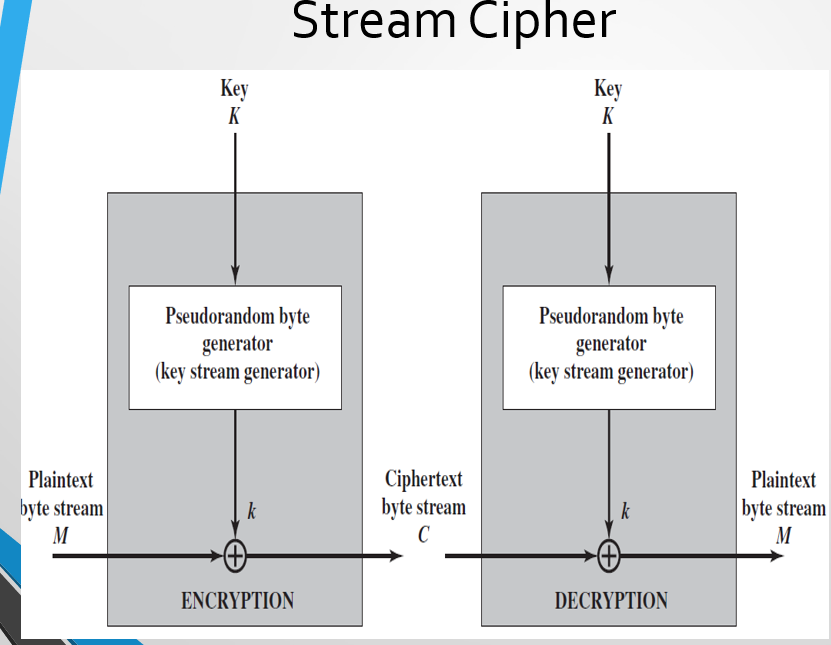 Stream Cipher
Key
K
Key
K
Pseudorandom byte
generator
(key stream generator)
Pseudorandom byte
generator
(key stream generator)
Plaintext
byte stream
M
k
Ciphertext
byte stream
C
k
Plaintext
byte stream
M
ENCRYPTION
DECRYPTION